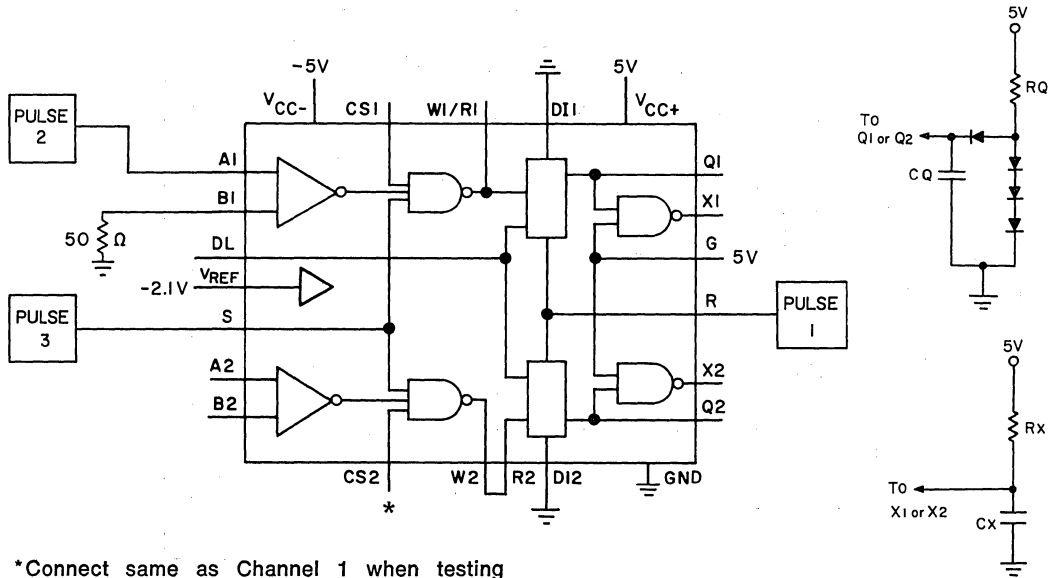 -5V
5V
VCC-
CS1
W1/R1
DI1
VCC+
PULSE
2
A1
B1
50 Ω
DL
VREF
-2.1V
PULSE
3
S
A2
B2
CS2
*
W2
R2
DI2
GND
Q1
X1
G
5V
R
PULSE
1
X2
Q2
5V
RQ
TO
Q1 or Q2
CQ
5V
RX
TO
X1 or X2
CX
*Connect same as Channel 1 when testing